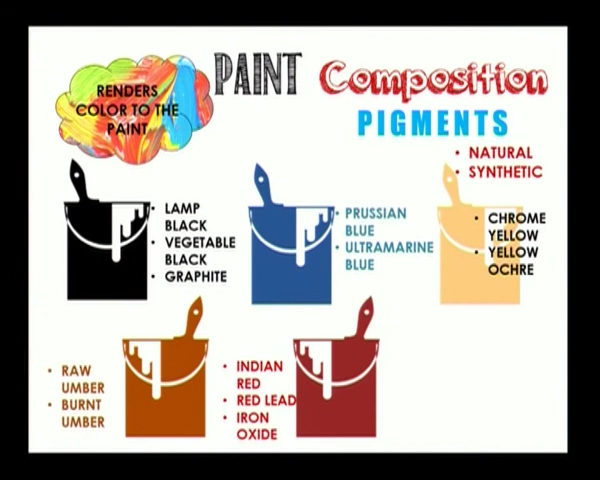 RENDERS
COLOR TO THE
PAINT
PAINT Composition
PIGMENTS
• NATURAL
• SYNTHETIC
• LAMP
BLACK
• VEGETABLE
BLACK
• GRAPHITE
• PRUSSIAN
BLUE
• ULTRAMARINE
BLUE
• CHROME
YELLOW
• YELLOW
OCHRE
• RAW
UMBER
• BURNT
UMBER
• INDIAN
RED
• RED LEAD
• IRON
OXIDE